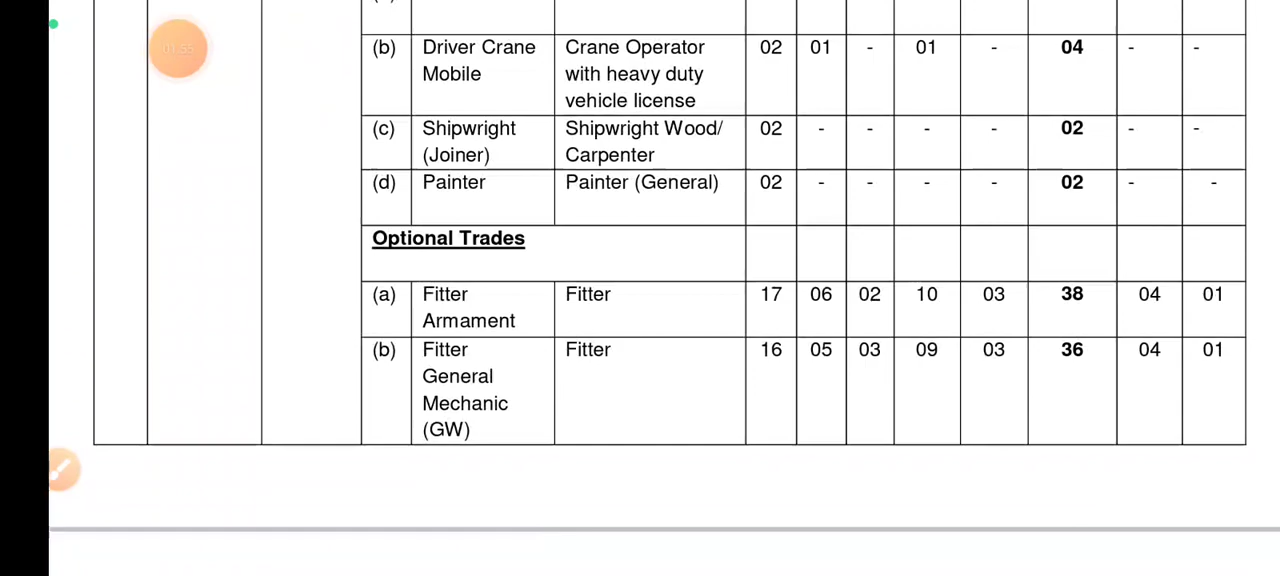 01:55
(b) Driver Crane Crane Operator 02 01 - 01 - 04 - -
Mobile with heavy duty
vehicle license
(c) Shipwright Shipwright Wood/ 02 - - - - 02 - -
(Joiner) Carpenter
(d) Painter Painter (General) 02 - - - - 02 - -
Optional Trades
(a) Fitter Fitter 17 06 02 10 03 38 04 01
Armament
(b) Fitter Fitter 16 05 03 09 03 36 04 01
General
Mechanic
(GW)